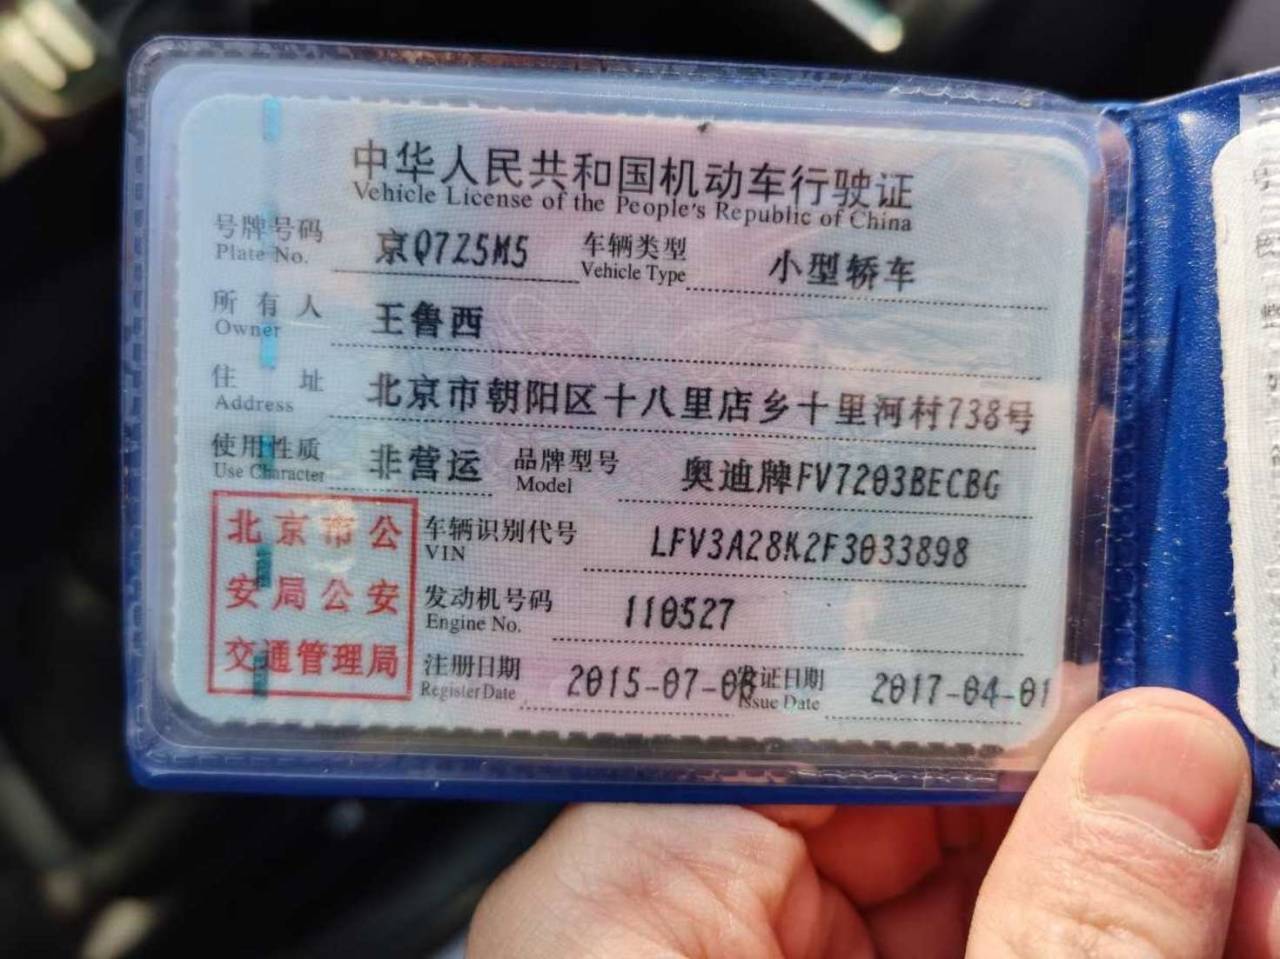 中华人民共和国机动车行驶证
Vehicle License of the People's Republic of China
号牌号码 京Q7Z5M5 车辆类型 小型轿车
Plate No. Vehicle Type
所有人 王鲁西
Owner
住址 北京市朝阳区十八里店乡十里河村738号
Address
使用性质 非营运 品牌型号 奥迪牌FV7203BECBG
Use Character Model
北京市公
安局公安
交通管理局
车辆识别代号 LFV3A28K2F3033898
VIN
发动机号码 110527
Engine No.
注册日期 2015-07-08 发证日期 2017-04-01
Register Date Issue Date